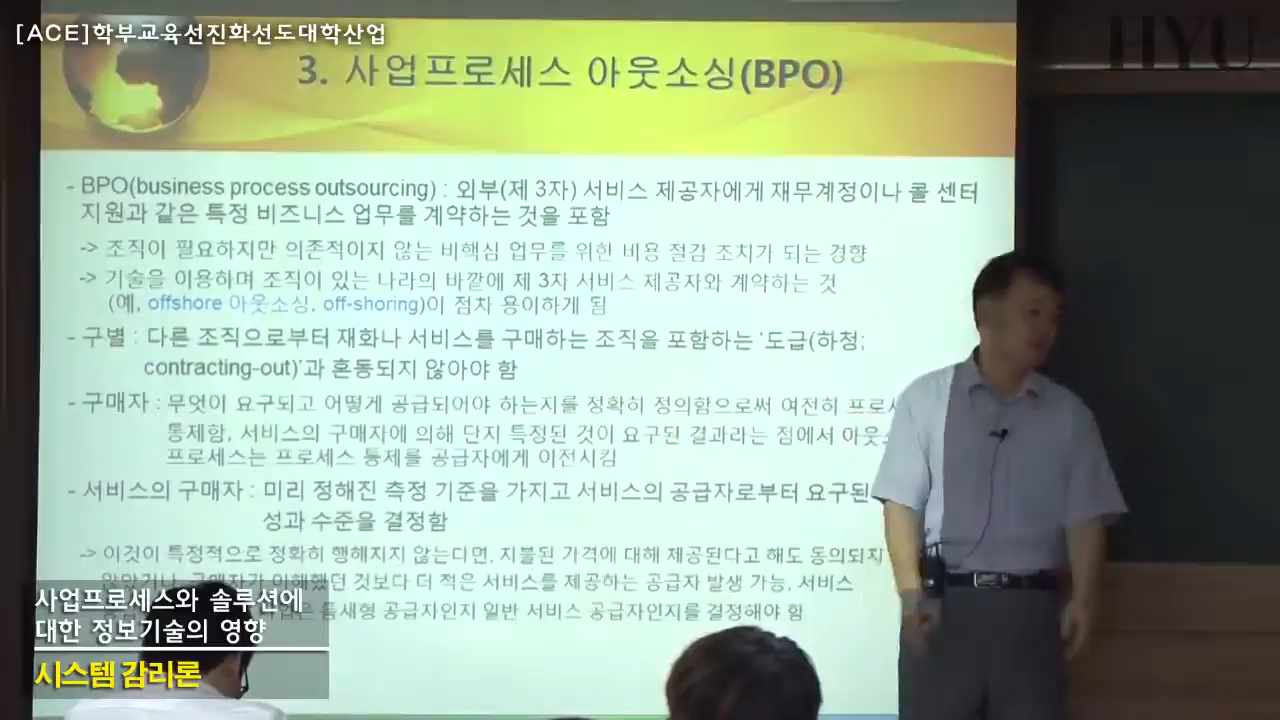 [ACE]학부교육선진화선도대학산업
HYU
3. 사업프로세스 아웃소싱(BPO)
- BPO(business process outsourcing) : 외부(제 3자) 서비스 제공자에게 재무계정이나 콜 센터
지원과 같은 특정 비즈니스 업무를 계약하는 것을 포함
-> 조직이 필요하지만 의존적이지 않는 비핵심 업무를 위한 비용 절감 조치가 되는 경향
-> 기술을 이용하며 조직이 있는 나라의 바깥에 제 3자 서비스 제공자와 계약하는 것
(예, offshore 아웃소싱, off-shoring)이 점차 용이하게 됨
- 구별 : 다른 조직으로부터 재화나 서비스를 구매하는 조직을 포함하는 '도급(하청;
contracting-out)'과 혼동되지 않아야 함
- 구매자 : 무엇이 요구되고 어떻게 공급되어야 하는지를 정확히 정의함으로써 여전히 프로
통제함, 서비스의 구매자에 의해 단지 특정된 것이 요구된 결과라는 점에서 아웃
프로세스는 프로세스 통제를 공급자에게 이전시킴
- 서비스의 구매자 : 미리 정해진 측정 기준을 가지고 서비스의 공급자로부터 요구된
성과 수준을 결정함
-> 이것이 특정적으로 정확히 행해지지 않는다면, 지불된 가격에 대해 제공된다고 해도 동의되지
않았거나, 구매자가 이해했던 것보다 더 적은 서비스를 제공하는 공급자 발생 가능, 서비스
틈새형 공급자인지 일반 서비스 공급자인지를 결정해야 함
사업프로세스와 솔루션에
대한 정보기술의 영향
시스템 감리론